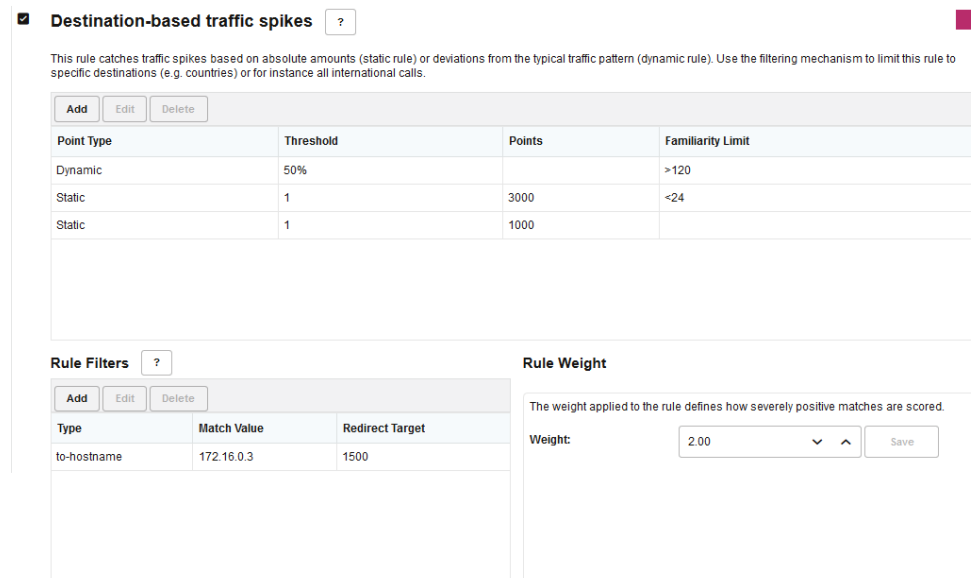 Destination-based traffic spikes ?
This rule catches traffic spikes based on absolute amounts (static rule) or deviations from the typical traffic pattern (dynamic rule). Use the filtering mechanism to limit this rule to
specific destinations (e.g. countries) or for instance all international calls.
Add Edit Delete
Point Type Threshold Points Familiarity Limit
Dynamic 50% >120
Static 1 3000 <24
Static 1 1000
Rule Filters ? Rule Weight
Add Edit Delete
The weight applied to the rule defines how severely positive matches are scored.
Type Match Value Redirect Target
Weight: 2.00 Save
to-hostname 172.16.0.3 1500